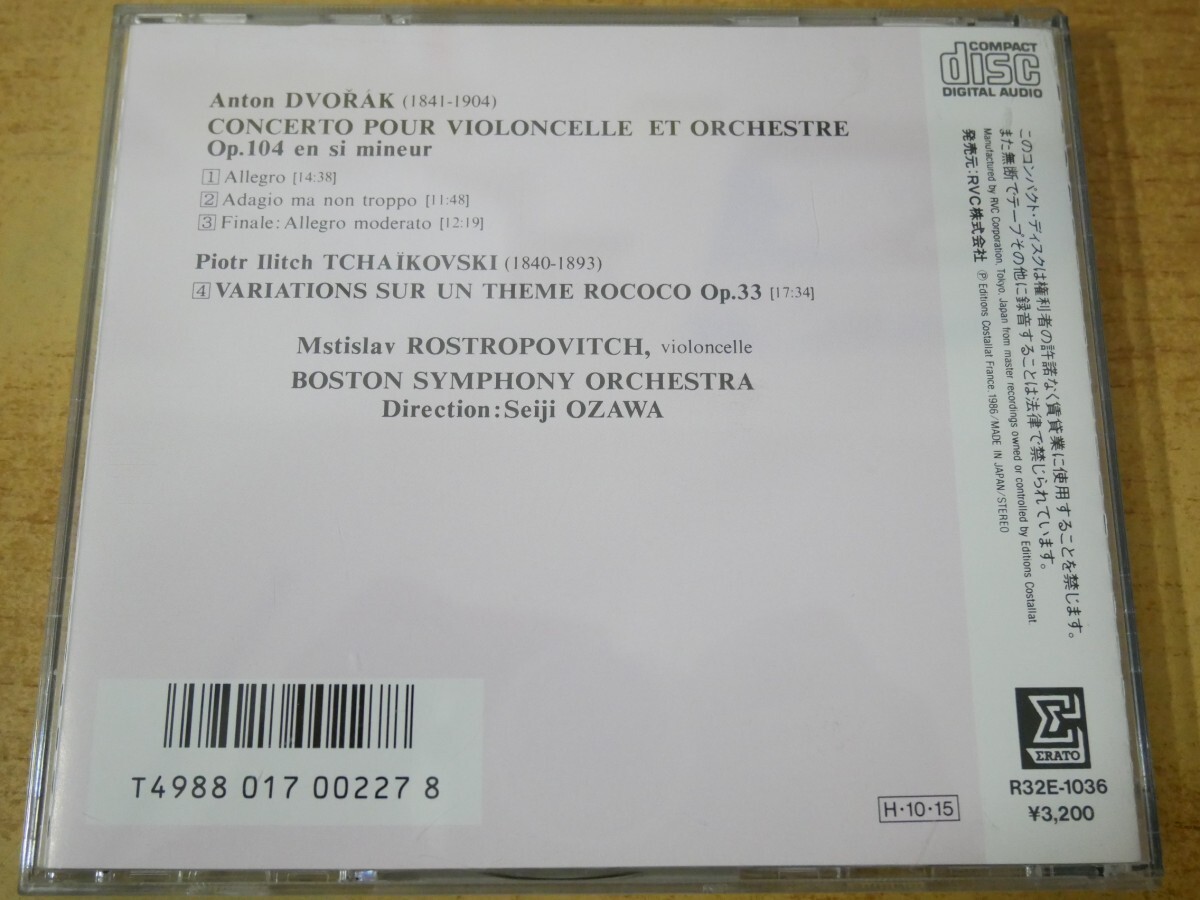 Anton DVOŘÁK (1841-1904)
CONCERTO POUR VIOLONCELLE ET ORCHESTRE
Op.104 en si mineur
1 Allegro [14:38]
2 Adagio ma non troppo [11:48]
3 Finale: Allegro moderato [12:19]
Piotr Ilitch TCHAÏKOVSKI (1840-1893)
4 VARIATIONS SUR UN THEME ROCOCO Op.33 [17:34]
Mstislav ROSTROPOVITCH, violoncelle
BOSTON SYMPHONY ORCHESTRA
Direction: Seiji OZAWA
T4988 017 00227 8
H·10·15
COMPACT
disc
DIGITAL AUDIO
このコンパクト・ディスクは権利者の許諾なく賃貸業に使用することを禁じます。
また無断でテープその他に録音することは法律で禁じられています。
Manufactured by RVC Corporation, Tokyo, Japan from master recordings owned or controlled by Editions Costallat.
発売元:RVC株式会社 Ⓟ Editions Costallat France. 1986/MADE IN JAPAN/STEREO
ERATO
R32E-1036
¥3,200